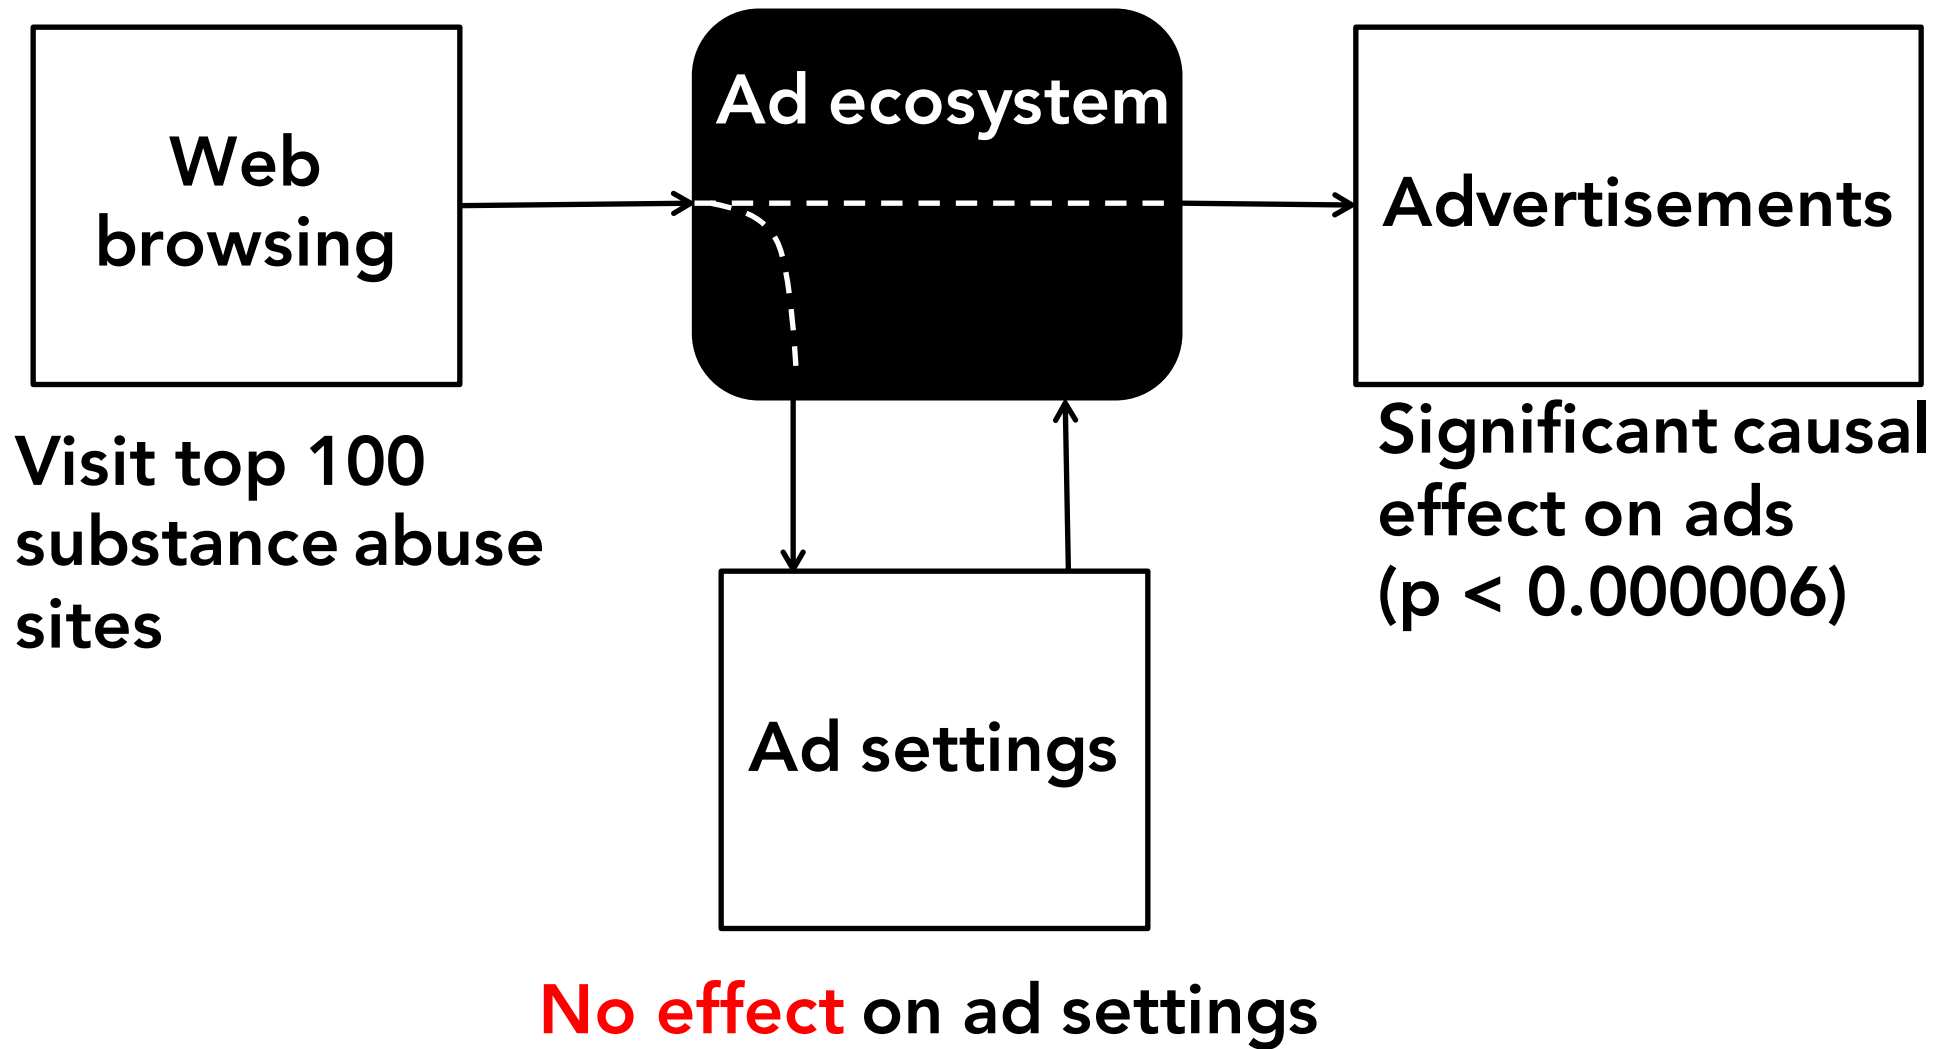 Web
browsing
Ad ecosystem
Advertisements
Visit top 100
substance abuse
sites
Significant causal
effect on ads
(p < 0.000006)
Ad settings
No effect on ad settings